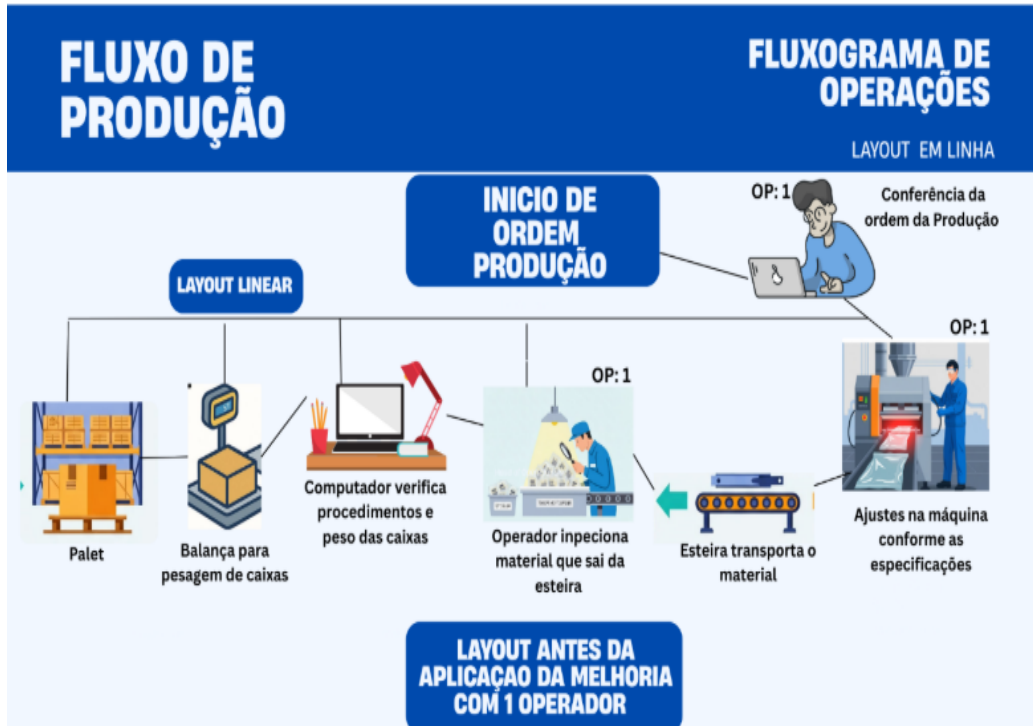 FLUXO DE
PRODUÇÃO
FLUXOGRAMA DE
OPERAÇÕES
LAYOUT EM LINHA
INICIO DE
ORDEM
PRODUÇÃO
OP: 1
Conferência da
ordem da Produção
LAYOUT LINEAR
OP: 1
OP: 1
Palet
Balança para
pesagem de caixas
Computador verifica
procedimentos e
peso das caixas
Operador inpeciona
material que sai da
esteira
Esteira transporta o
material
Ajustes na máquina
conforme as
especificações
LAYOUT ANTES DA
APLICAÇAO DA MELHORIA
COM 1 OPERADOR